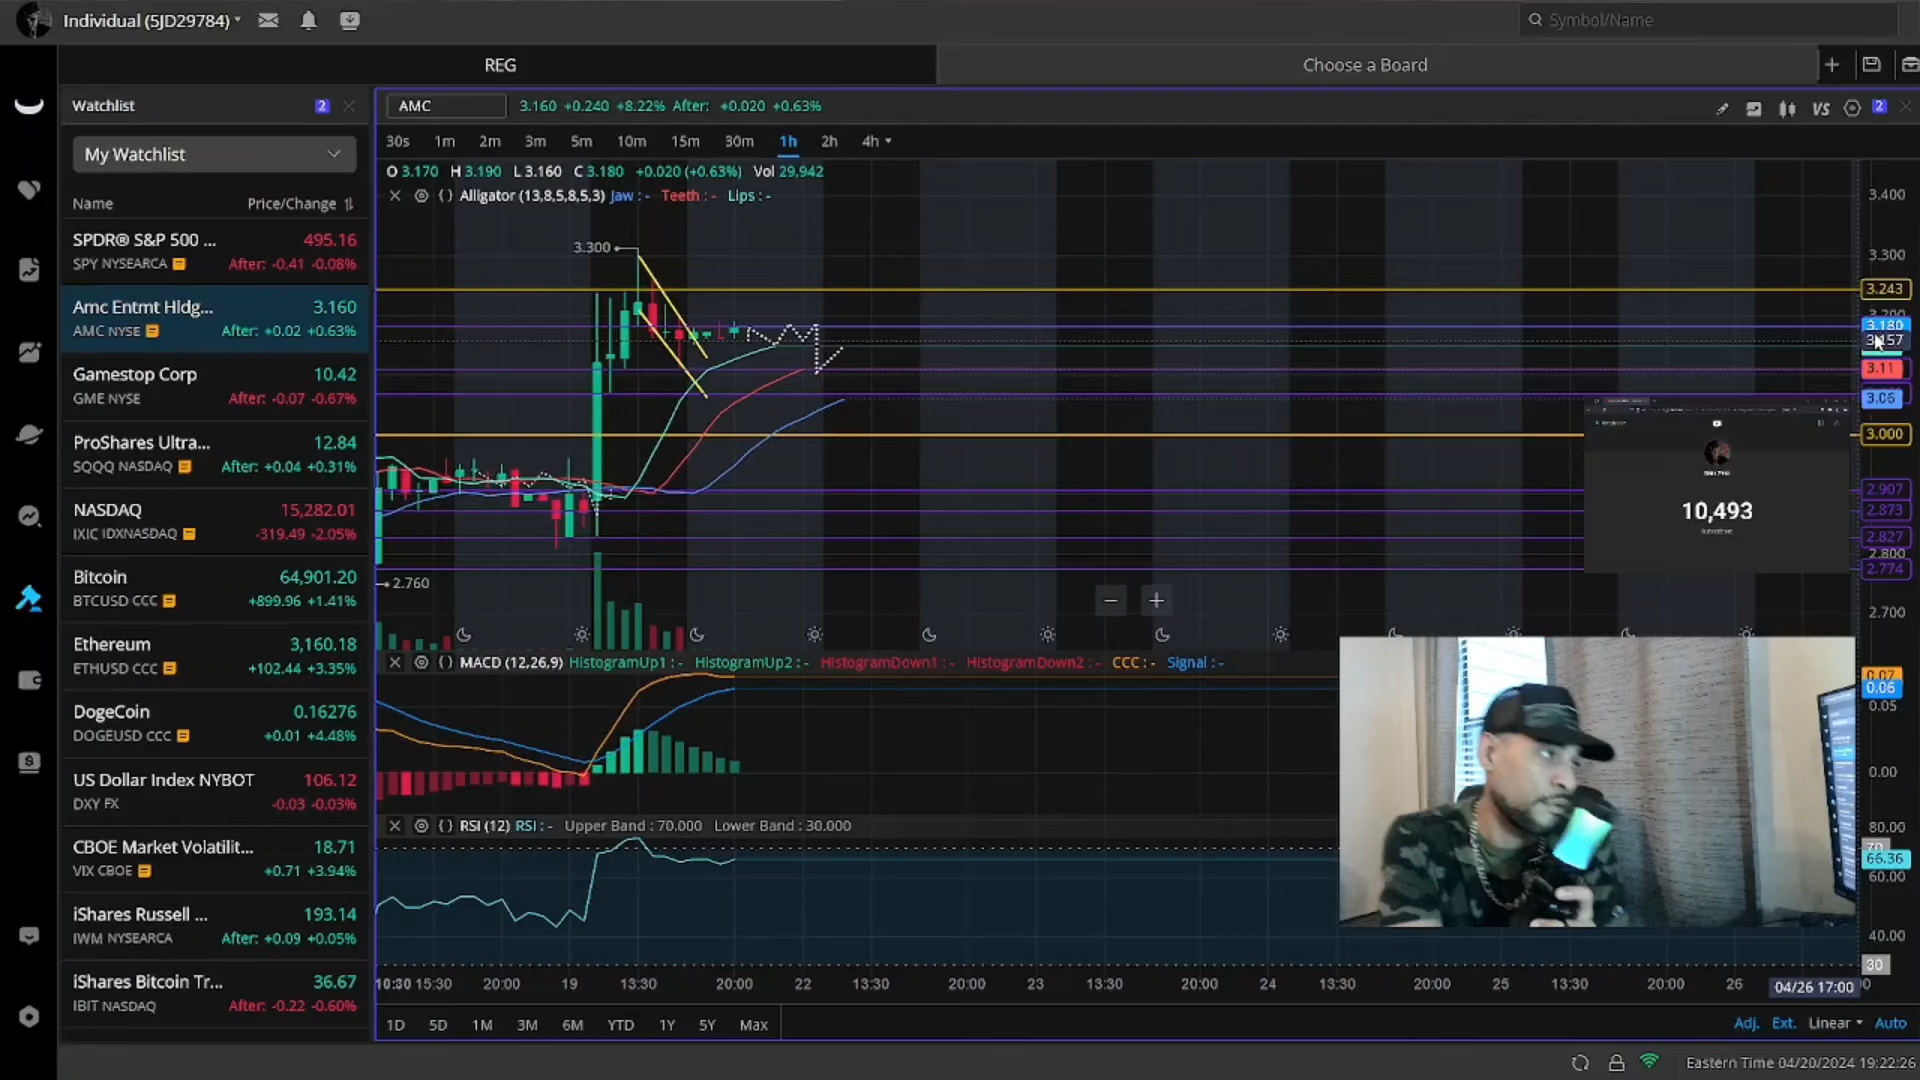 Individual (5JD29784)
Symbol/Name
REG
Choose a Board
Watchlist
2
AMC
3.160 +0.240 +8.22% After: +0.020 +0.63%
VS
2
My Watchlist
30s 1m 2m 3m 5m 10m 15m 30m 1h 2h 4h
O 3.170 H 3.190 L 3.160 C 3.180 +0.020 (+0.63%) Vol 29,942
Alligator (13,8,5,8,5,3) Jaw : - Teeth : - Lips : -
Name Price/Change
SPDR® S&P 500 ... 495.16
SPY NYSEARCA After: -0.41 -0.08%
Amc Entmt Hldg... 3.160
AMC NYSE After: +0.02 +0.63%
Gamestop Corp 10.42
GME NYSE After: -0.07 -0.67%
ProShares Ultra... 12.84
SQQQ NASDAQ After: +0.04 +0.31%
NASDAQ 15,282.01
IXIC IDXNASDAQ -319.49 -2.05%
Bitcoin 64,901.20
BTCUSD CCC +899.96 +1.41%
Ethereum 3,160.18
ETHUSD CCC +102.44 +3.35%
DogeCoin 0.16276
DOGEUSD CCC +0.01 +4.48%
US Dollar Index NYBOT 106.12
DXY FX -0.03 -0.03%
CBOE Market Volatilit... 18.71
VIX CBOE +0.71 +3.94%
iShares Russell ... 193.14
IWM NYSEARCA After: +0.09 +0.05%
iShares Bitcoin Tr... 36.67
IBIT NASDAQ After: -0.22 -0.60%
3.300
2.760
3.400
3.300
3.243
3.200
3.180
3.157
3.11
3.06
3.000
2.907
2.873
2.827
2.800
2.774
2.700
10,493
MACD (12,26,9) HistogramUp1 : - HistogramUp2 : - HistogramDown1 : - HistogramDown2 : - CCC : - Signal : -
0.07
0.06
0.05
0.00
RSI (12) RSI : - Upper Band : 70.000 Lower Band : 30.000
80.00
70
66.36
60.00
40.00
30
10:30 15:30 20:00 19 13:30 20:00 22 13:30 20:00 23 13:30 20:00 24 13:30 20:00 25 13:30 20:00 26 04/26 17:00
1D 5D 1M 3M 6M YTD 1Y 5Y Max
Adj. Ext. Linear Auto
Eastern Time 04/20/2024 19:22:26